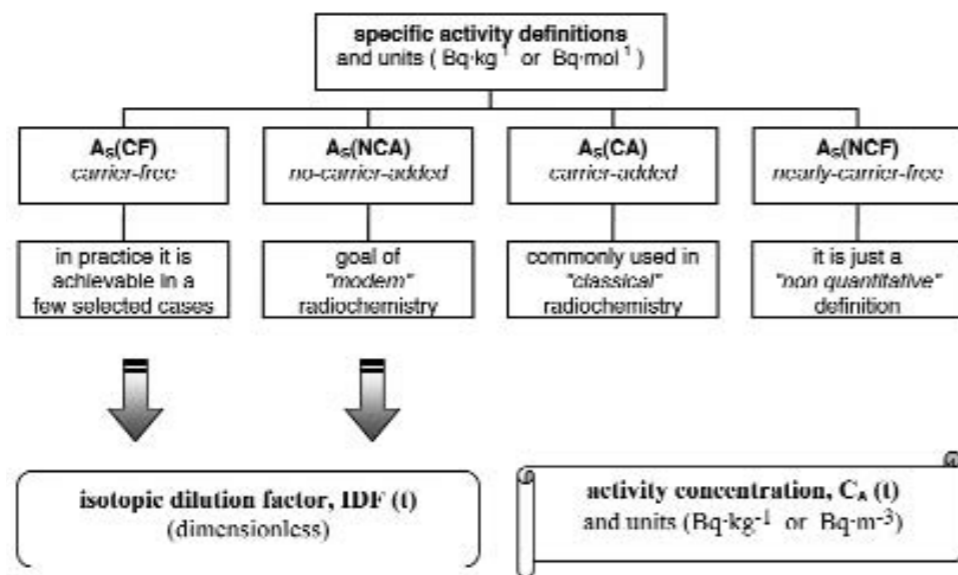 specific activity definitions
and units ( Bq·kg⁻¹ or Bq·mol⁻¹ )
Aₛ(CF)
carrier-free
Aₛ(NCA)
no-carrier-added
Aₛ(CA)
carrier-added
Aₛ(NCF)
nearly-carrier-free
in practice it is
achievable in a
few selected cases
goal of
"modern"
radiochemistry
commonly used in
"classical"
radiochemistry
it is just a
"non quantitative"
definition
isotopic dilution factor, IDF (t)
(dimensionless)
activity concentration, Cₐ (t)
and units (Bq·kg⁻¹ or Bq·m⁻³)